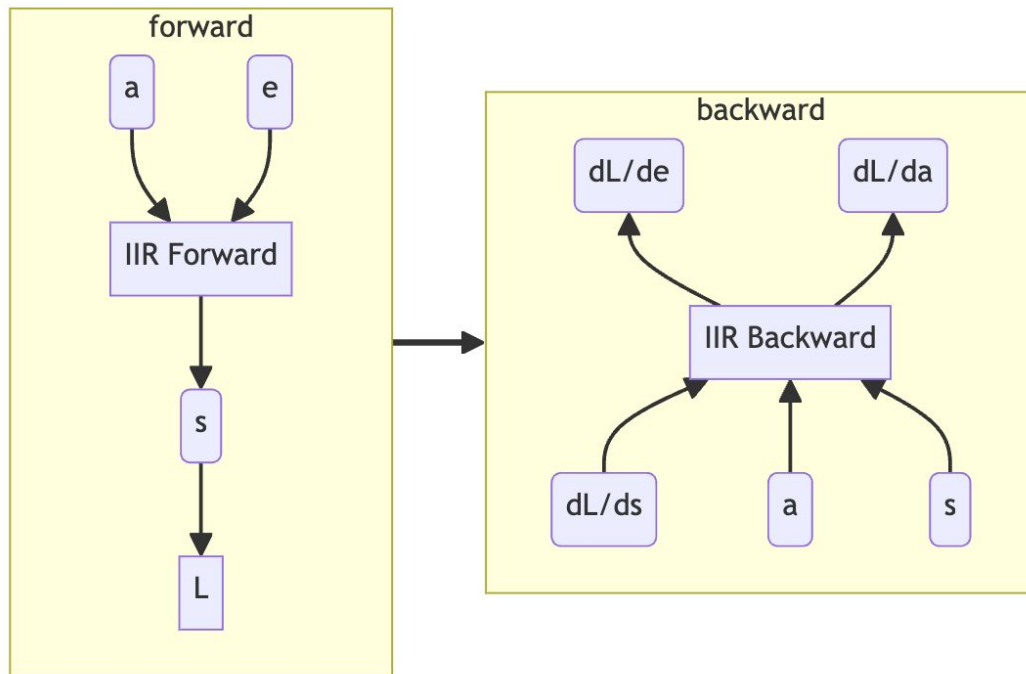 forward
a
e
IIR Forward
s
L
backward
dL/de
dL/da
IIR Backward
dL/ds
a
s